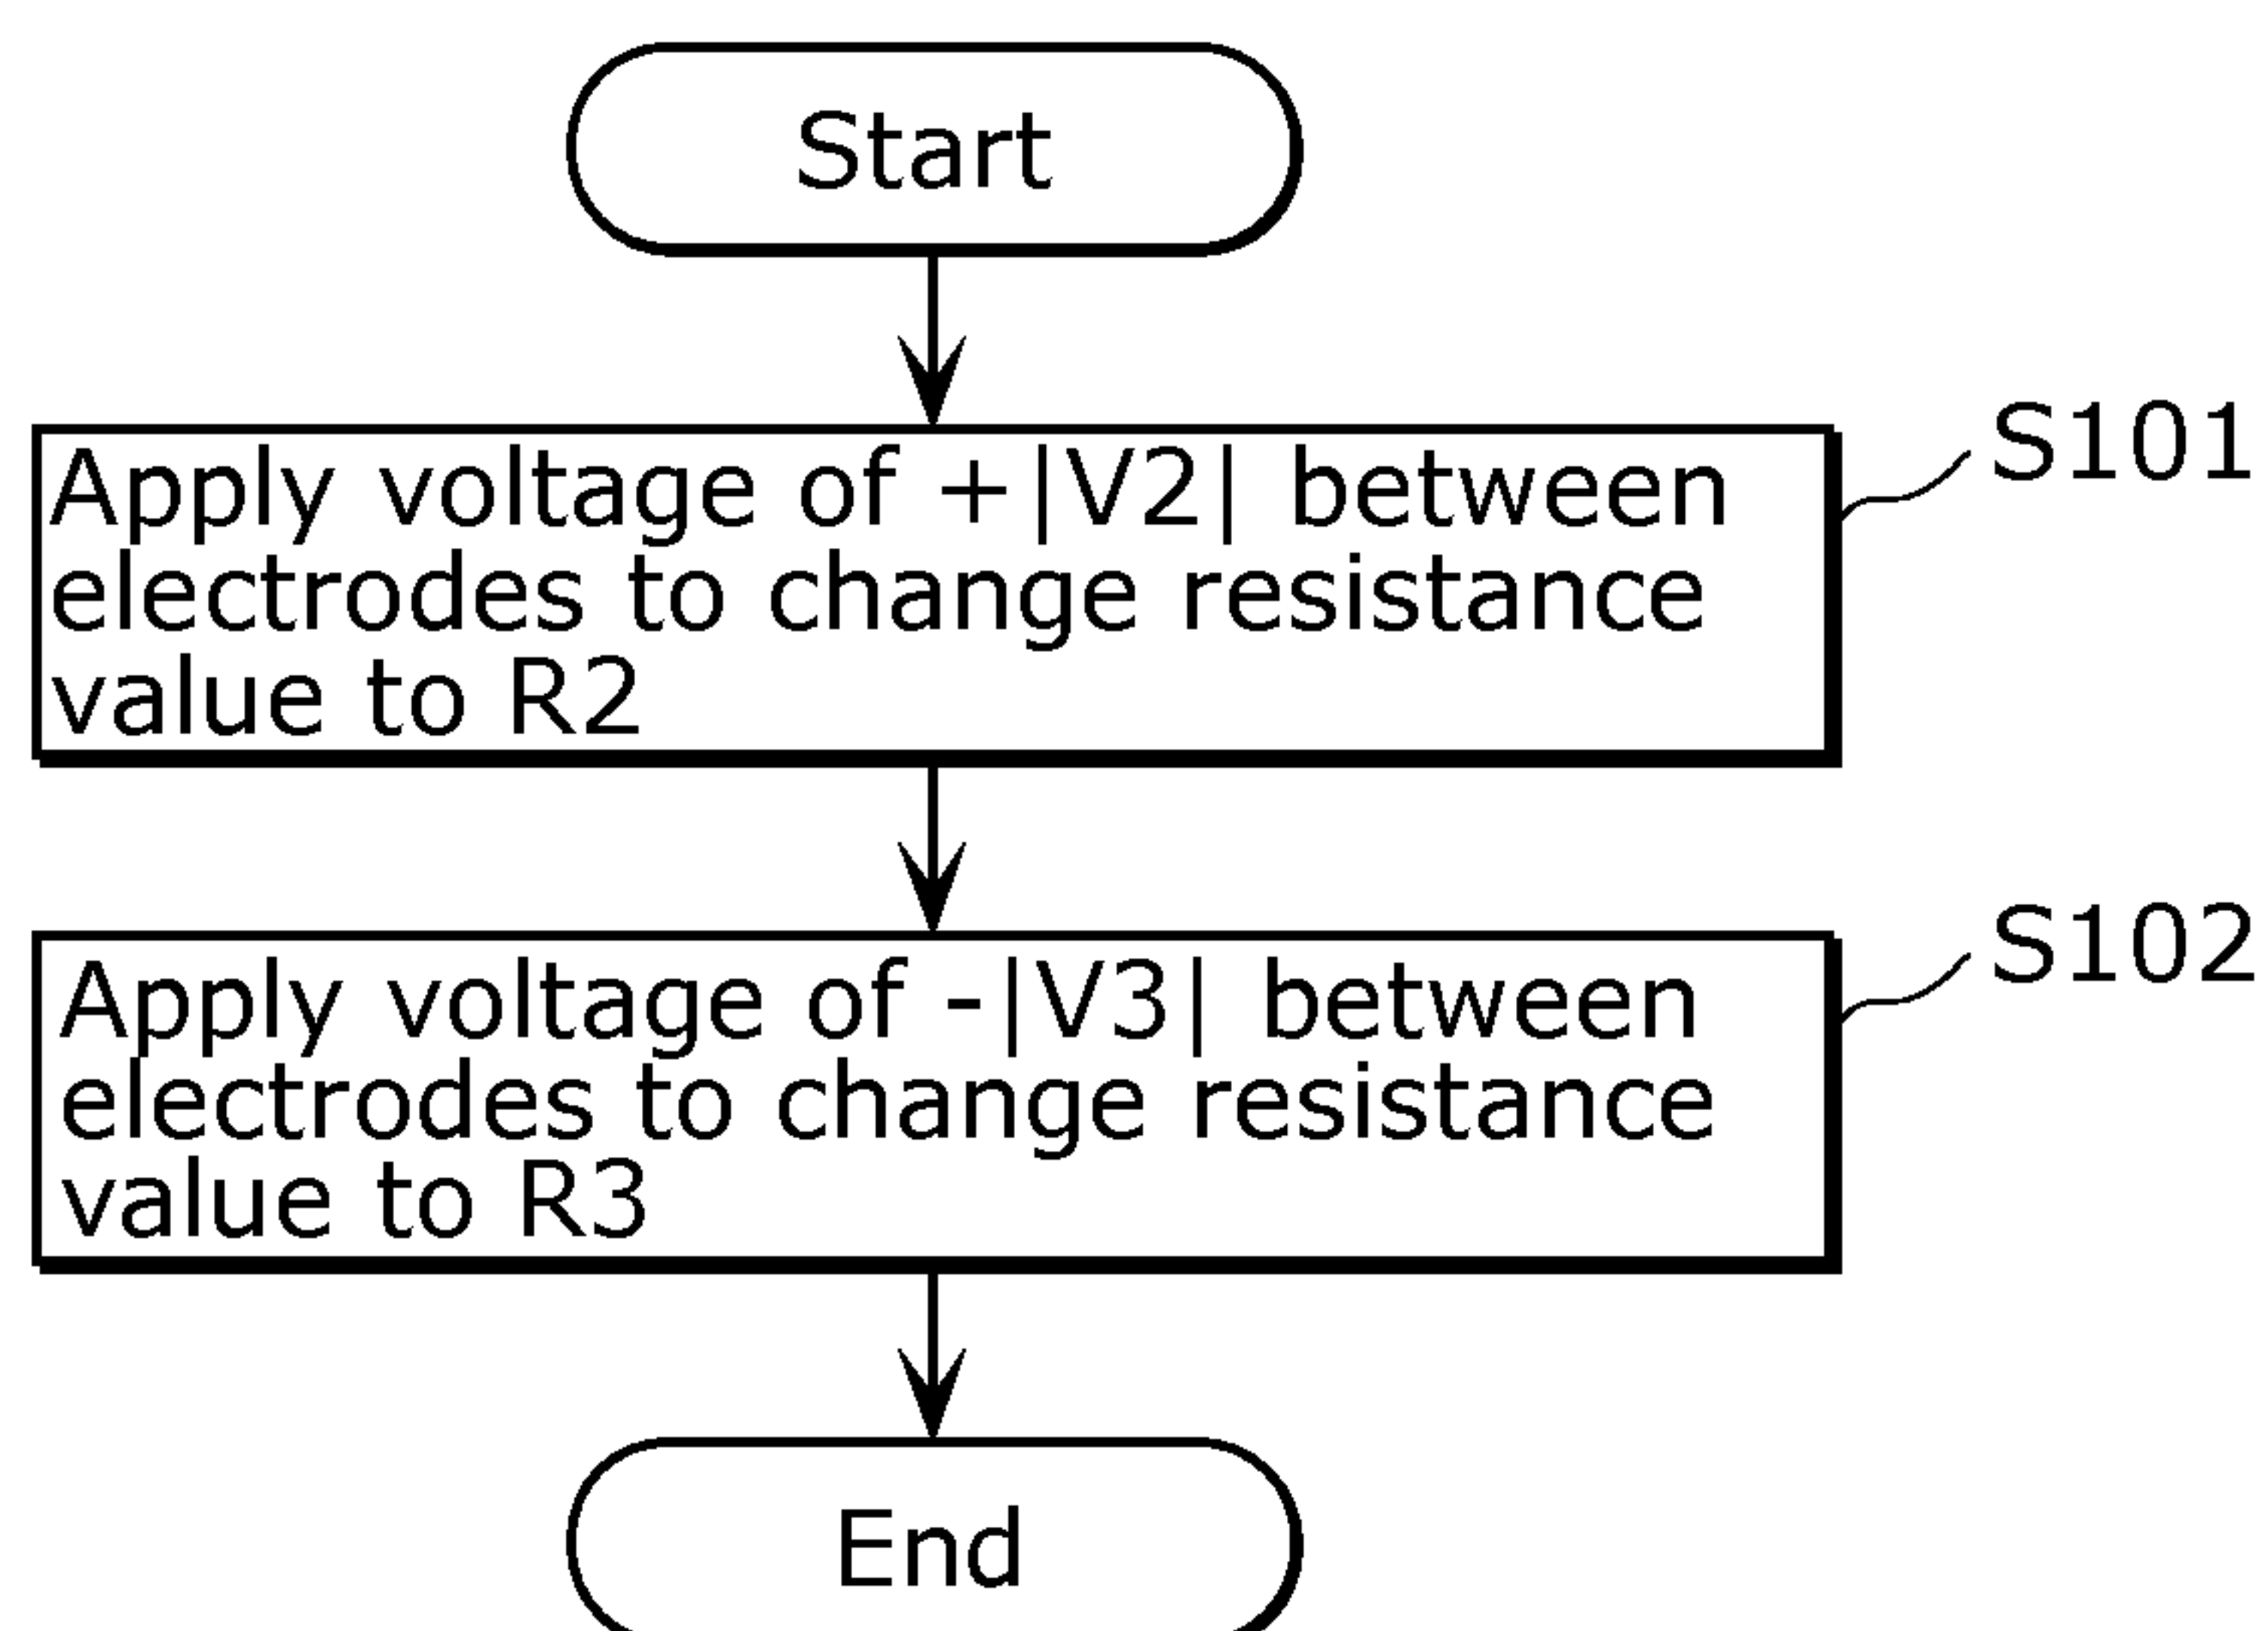 Start
S101
Apply voltage of +|V2| between
electrodes to change resistance
value to R2
S102
Apply voltage of -|V3| between
electrodes to change resistance
value to R3
End